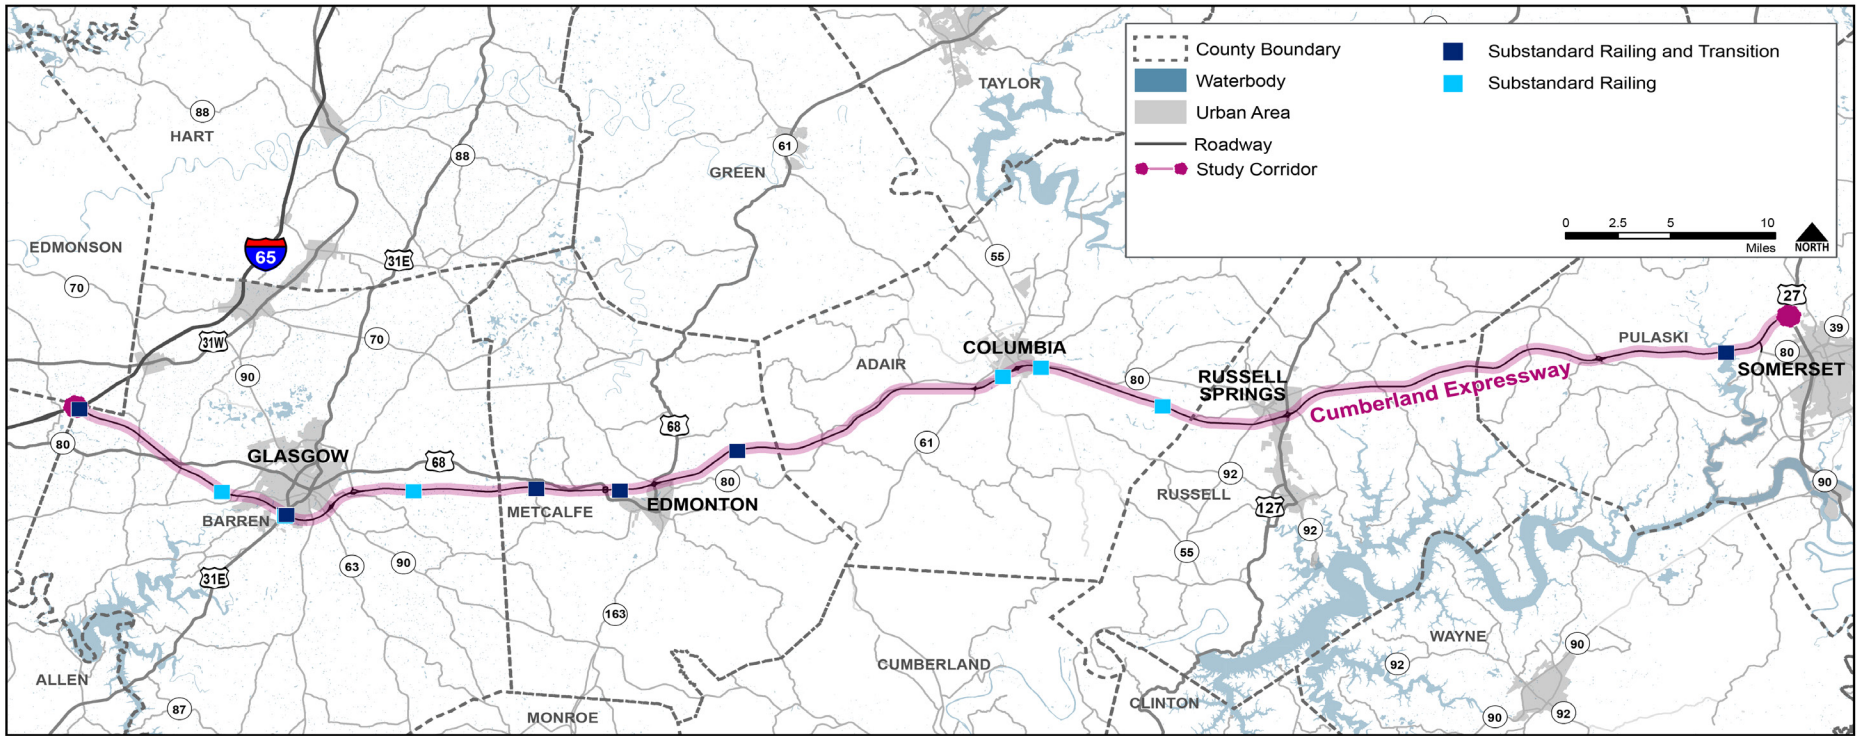 County Boundary
Waterbody
Urban Area
Roadway
Study Corridor
Substandard Railing and Transition
Substandard Railing
0 2.5 5 10
Miles
NORTH
TAYLOR
88
HART
88
61
GREEN
EDMONSON
65
31E
55
70
27
31W
70
39
PULASKI
80
COLUMBIA
ADAIR
SOMERSET
90
80
RUSSELL
SPRINGS
Cumberland Expressway
68
80
61
GLASGOW
68
92
80
90
RUSSELL
EDMONTON
METCALFE
127
BARREN
92
55
63
90
31E
163
WAYNE
90
CUMBERLAND
92
ALLEN
CLINTON
87
MONROE
90
92